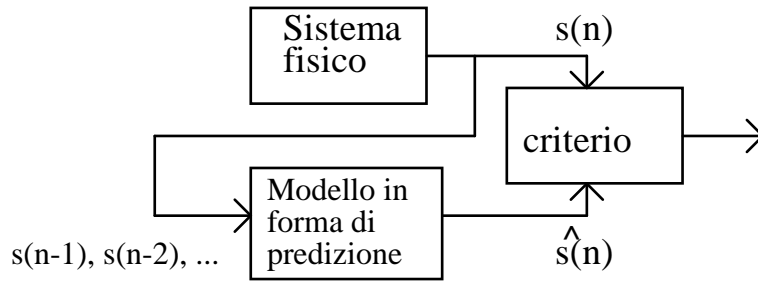 Sistema
fisico
s(n)
criterio
Modello in
forma di
predizione
s(n-1), s(n-2), ...
ŝ(n)